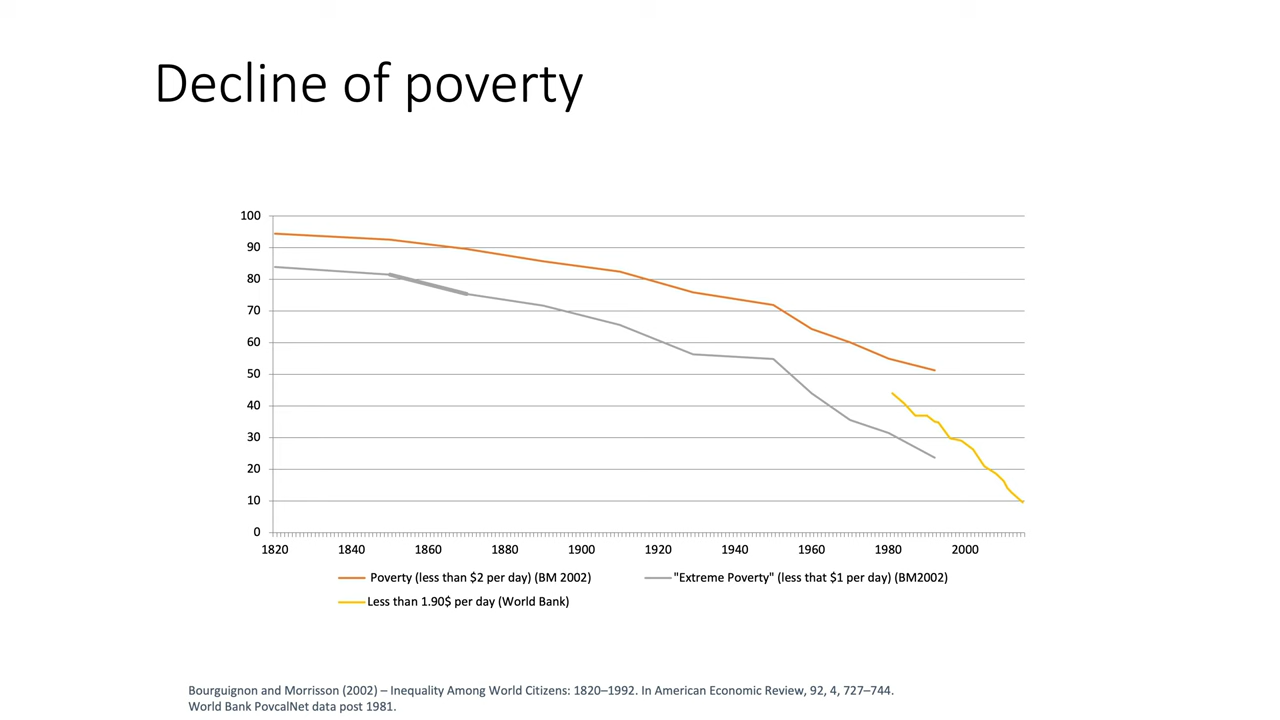 Decline of poverty
100
90
80
70
60
50
40
30
20
10
0
1820 1840 1860 1880 1900 1920 1940 1960 1980 2000
Poverty (less than $2 per day) (BM 2002)
"Extreme Poverty" (less that $1 per day) (BM2002)
Less than 1.90$ per day (World Bank)
Bourguignon and Morrisson (2002) – Inequality Among World Citizens: 1820–1992. In American Economic Review, 92, 4, 727–744.
World Bank PovcalNet data post 1981.